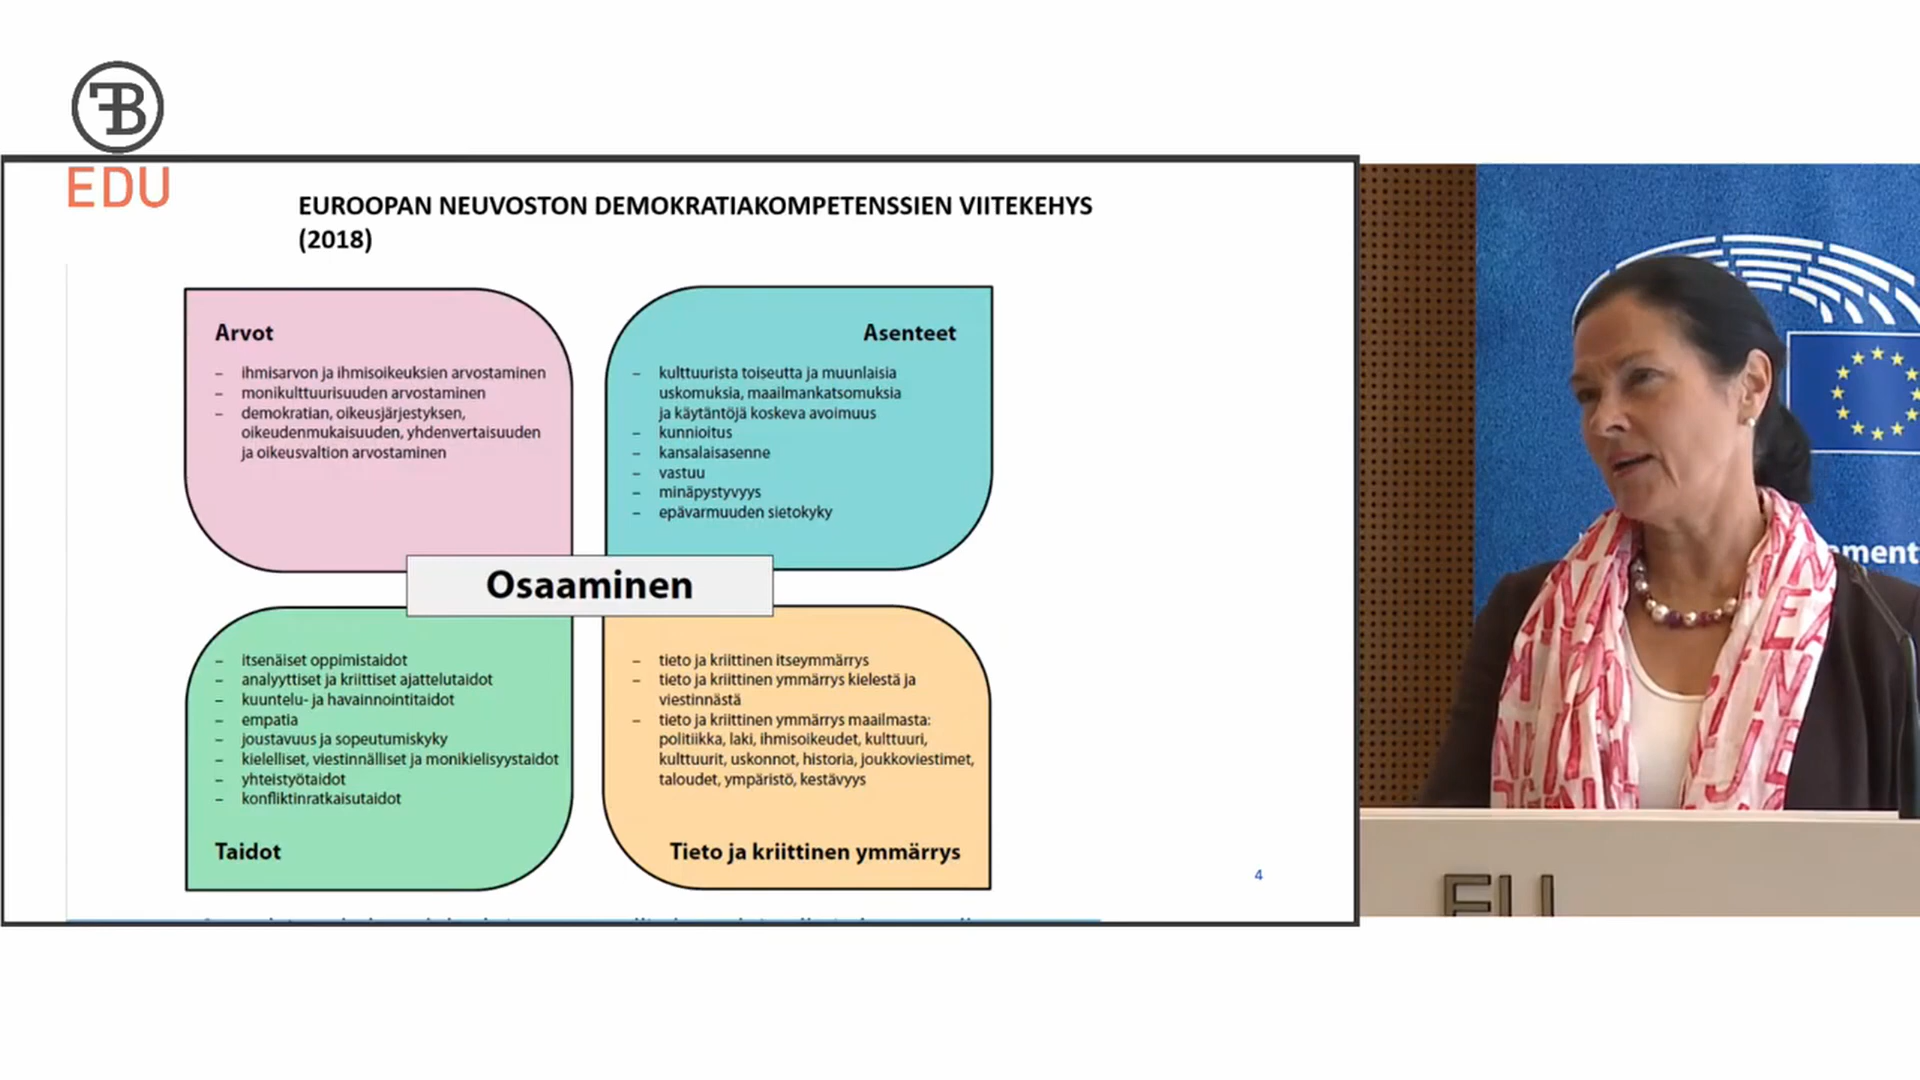 FB
EDU
EUROOPAN NEUVOSTON DEMOKRATIAKOMPETENSSIEN VIITEKEHYS
(2018)
Arvot
– ihmisarvon ja ihmisoikeuksien arvostaminen
– monikulttuurisuuden arvostaminen
– demokratian, oikeusjärjestyksen,
oikeudenmukaisuuden, yhdenvertaisuuden
ja oikeusvaltion arvostaminen
Asenteet
– kulttuurista toiseutta ja muunlaisia
uskomuksia, maailmankatsomuksia
ja käytäntöjä koskeva avoimuus
– kunnioitus
– kansalaisasenne
– vastuu
– minäpystyvyys
– epävarmuuden sietokyky
Osaaminen
– itsenäiset oppimistaidot
– analyyttiset ja kriittiset ajattelutaidot
– kuuntelu- ja havainnointitaidot
– empatia
– joustavuus ja sopeutumiskyky
– kielelliset, viestinnälliset ja monikielisyystaidot
– yhteistyötaidot
– konfliktinratkaisutaidot
Taidot
– tieto ja kriittinen itseymmärrys
– tieto ja kriittinen ymmärrys kielestä ja
viestinnästä
– tieto ja kriittinen ymmärrys maailmasta:
politiikka, laki, ihmisoikeudet, kulttuuri,
kulttuurit, uskonnot, historia, joukkoviestimet,
taloudet, ympäristö, kestävyys
Tieto ja kriittinen ymmärrys
4
ement